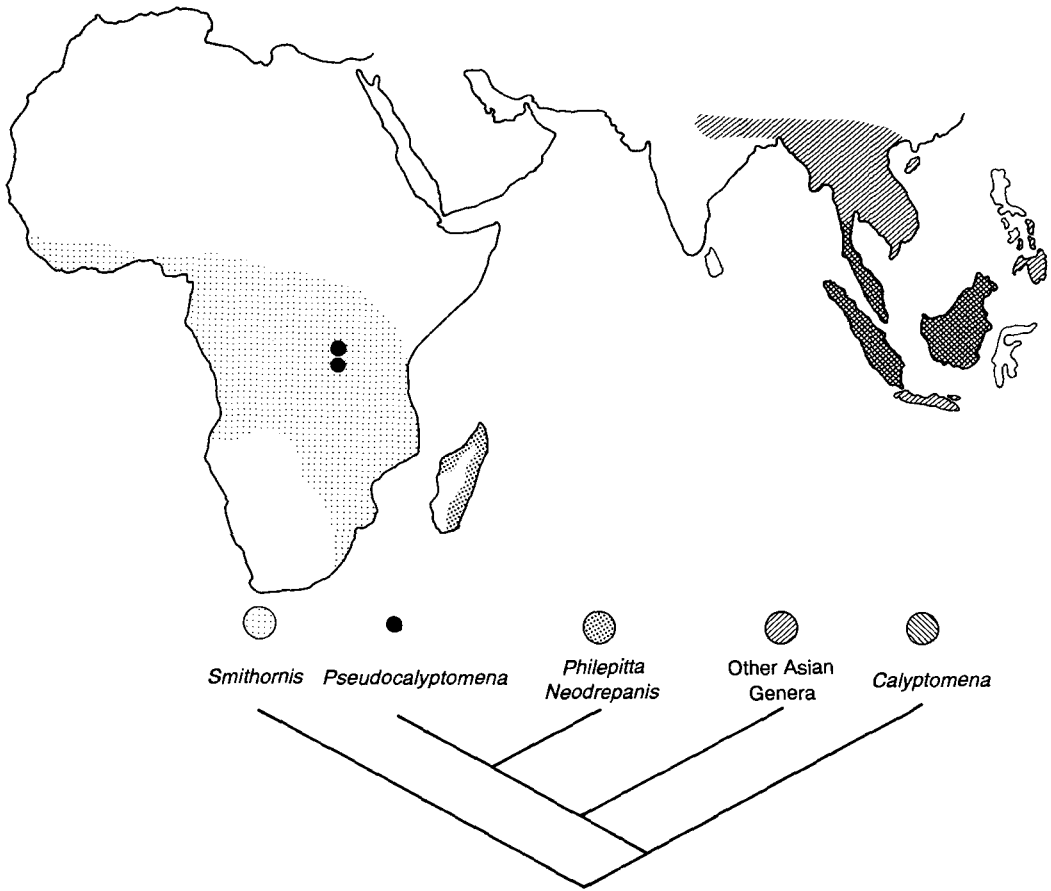 Smithornis
Pseudocalyptomena
Philepitta
Neodrepanis
Other Asian
Genera
Calyptomena